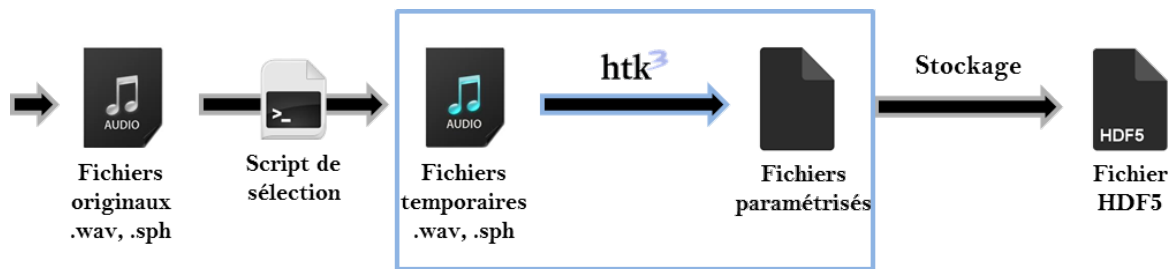 AUDIO
Fichiers
originaux
.wav, .sph
>_
Script de
sélection
AUDIO
Fichiers
temporaires
.wav, .sph
htk3
Fichiers
paramétrisés
Stockage
HDF5
Fichier
HDF5